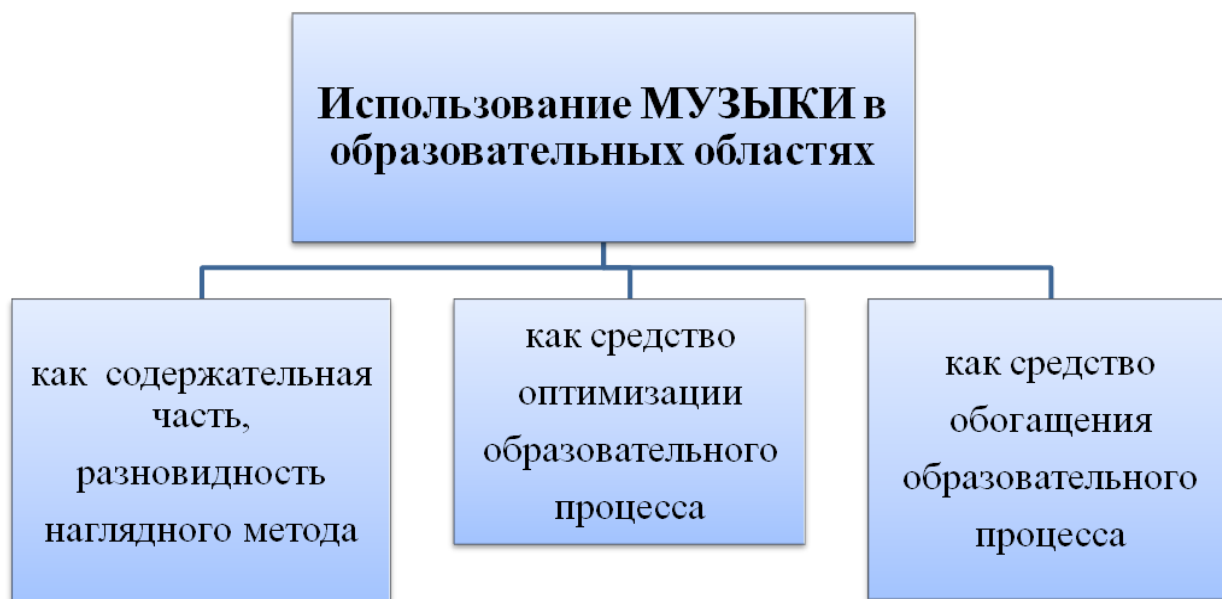 Использование МУЗЫКИ в
образовательных областях
как содержательная
часть,
разновидность
наглядного метода
как средство
оптимизации
образовательного
процесса
как средство
обогащения
образовательного
процесса